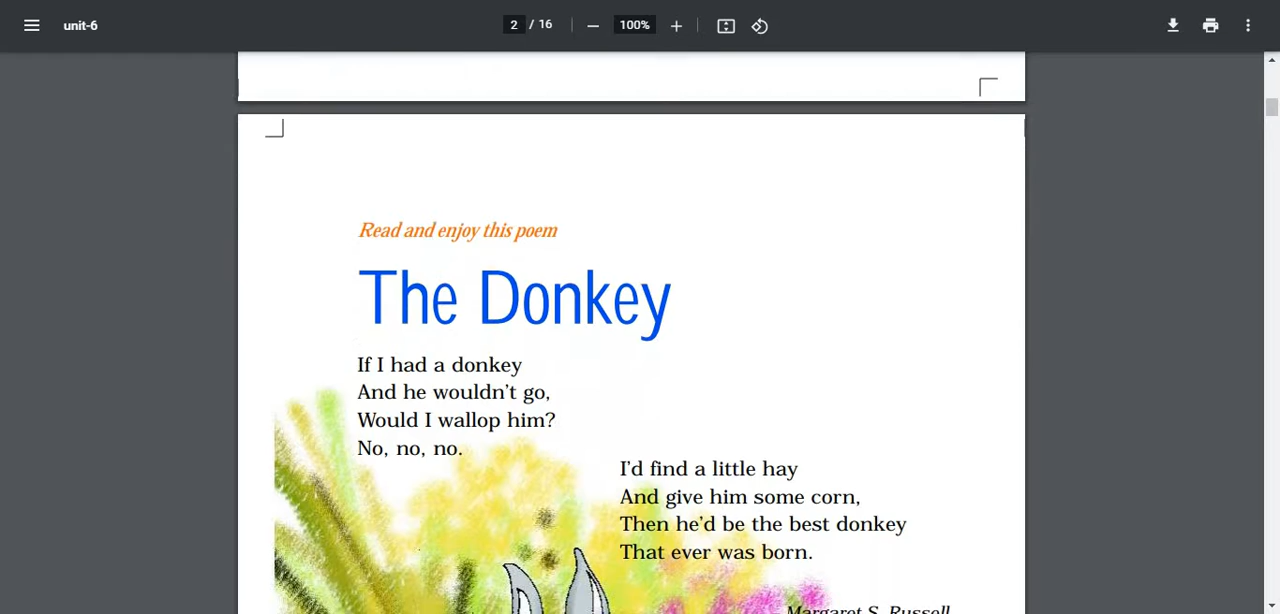 unit-6
2 / 16
100%
Read and enjoy this poem
The Donkey
If I had a donkey
And he wouldn't go,
Would I wallop him?
No, no, no.
I'd find a little hay
And give him some corn,
Then he'd be the best donkey
That ever was born.
Margaret S. Russell